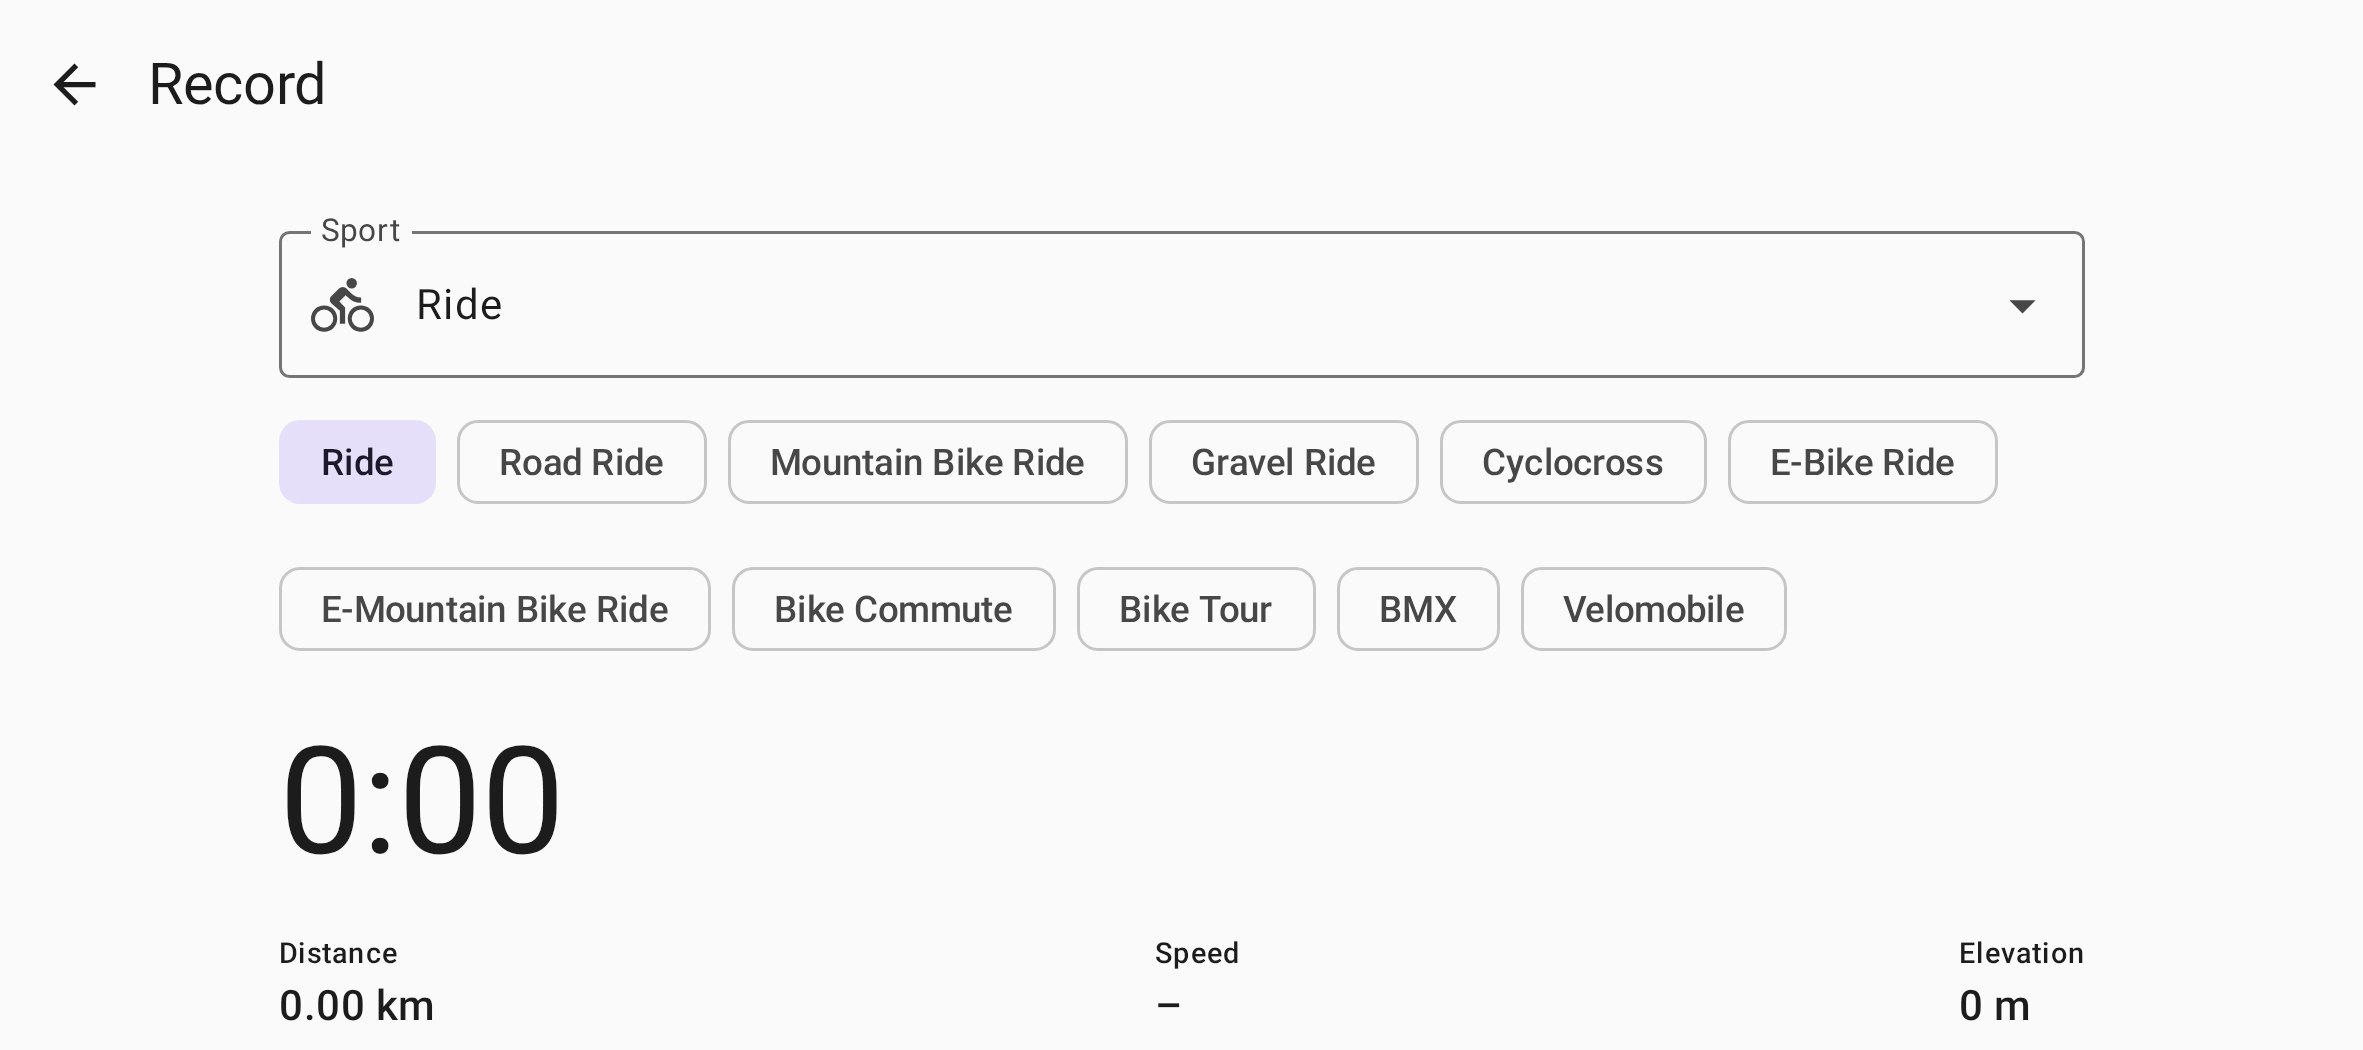 Record
Sport
Ride
Ride Road Ride Mountain Bike Ride Gravel Ride Cyclocross E-Bike Ride
E-Mountain Bike Ride Bike Commute Bike Tour BMX Velomobile
0:00
Distance Speed Elevation
0.00 km – 0 m